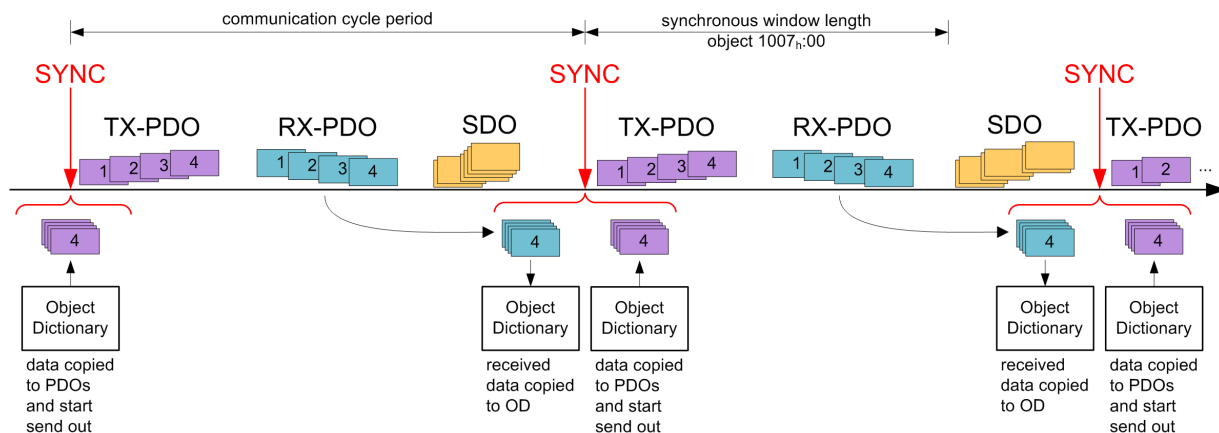 communication cycle period
synchronous window length
object 1007h:00
SYNC
SYNC
SYNC
TX-PDO
RX-PDO
SDO
TX-PDO
RX-PDO
SDO
TX-PDO
1 2 3 4
1 2 3 4
1 2 3 4
1 2 3 4
1 2 ...
4
4
4
4
4
Object
Dictionary
data copied
to PDOs
and start
send out
Object
Dictionary
received
data copied
to OD
Object
Dictionary
data copied
to PDOs
and start
send out
Object
Dictionary
received
data copied
to OD
Object
Dictionary
data copied
to PDOs
and start
send out